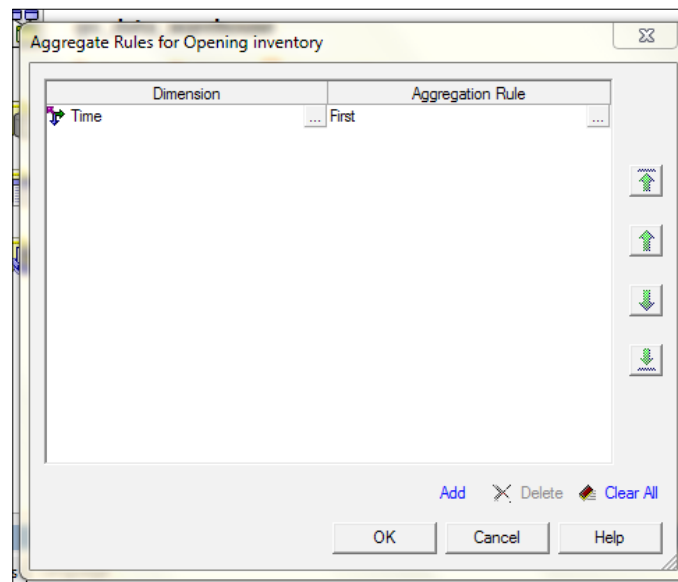 Aggregate Rules for Opening inventory
Dimension Aggregation Rule
Time ... First ...
Add Delete Clear All
OK Cancel Help